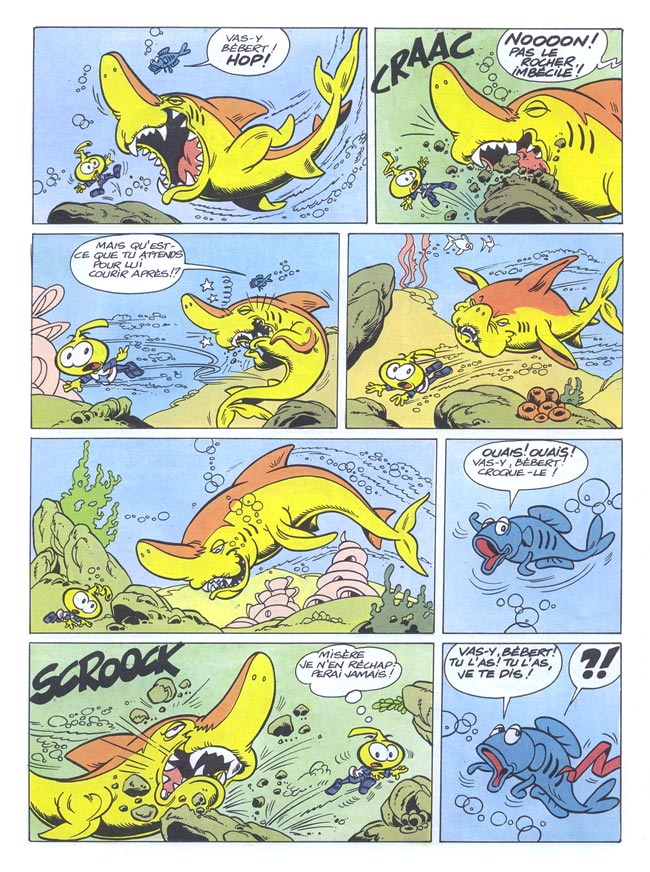 VAS-Y
BÉBERT!
HOP!
CRAAC
NOOOON!
PAS LE
ROCHER,
IMBÉCILE!
MAIS QU'EST-
CE QUE TU ATTENDS
POUR LUI
COURIR APRÈS!?
OUAIS! OUAIS!
VAS-Y, BÉBERT!
CROQUE-LE!
SCROOCK
MISÈRE
JE N'EN RÉCHAP-
PERAI JAMAIS!
VAS-Y, BÉBERT!
TU L'AS! TU L'AS,
JE TE DIS!
?!